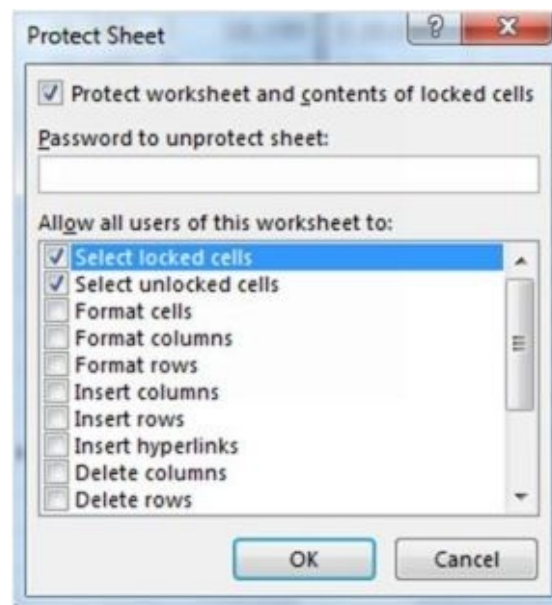 Protect Sheet
Protect worksheet and contents of locked cells
Password to unprotect sheet:
Allow all users of this worksheet to:
Select locked cells
Select unlocked cells
Format cells
Format columns
Format rows
Insert columns
Insert rows
Insert hyperlinks
Delete columns
Delete rows
OK Cancel